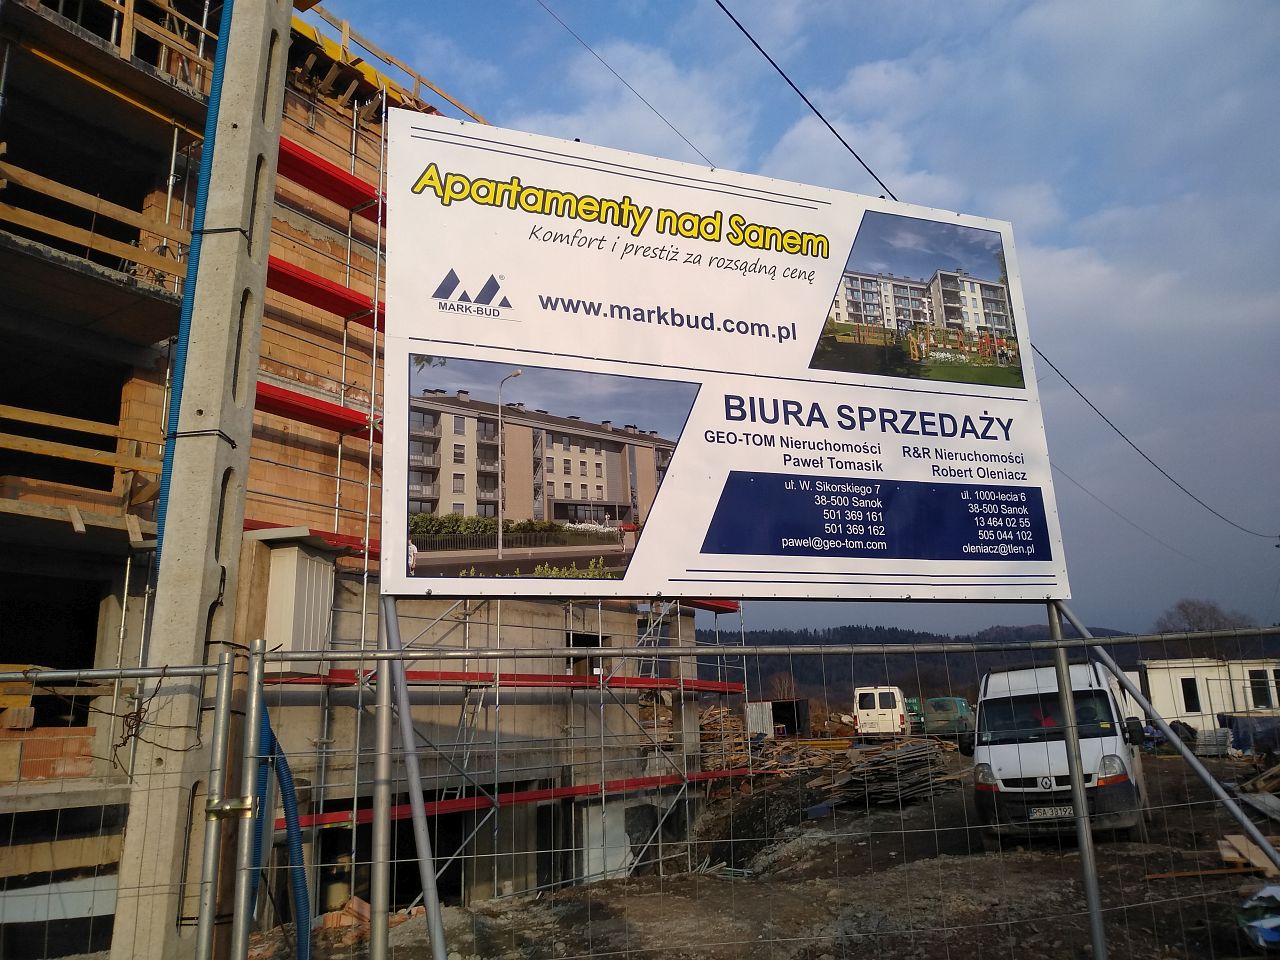 Apartamenty nad Sanem
Komfort i prestiż za rozsądną cenę
MARK-BUD®
www.markbud.com.pl
BIURA SPRZEDAŻY
GEO-TOM Nieruchomości
Paweł Tomasik
ul. W. Sikorskiego 7
38-500 Sanok
501 369 161
501 369 162
pawel@geo-tom.com
R&R Nieruchomości
Robert Oleniacz
ul. 1000-lecia 6
38-500 Sanok
13 464 02 55
505 044 102
oleniacz@tlen.pl
RSA-33192